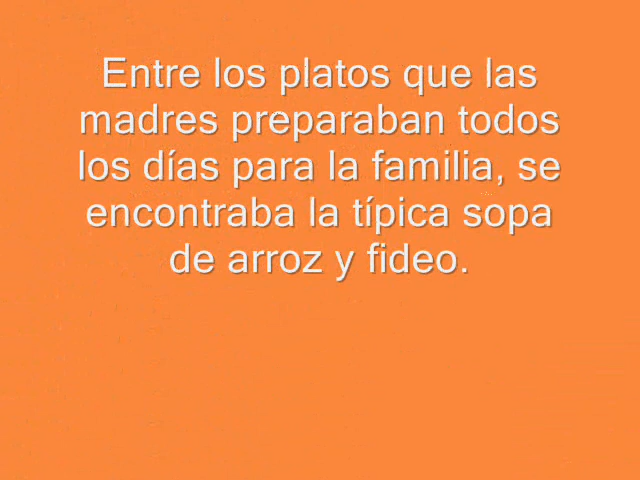 Entre los platos que las
madres preparaban todos
los días para la familia, se
encontraba la típica sopa
de arroz y fideo.